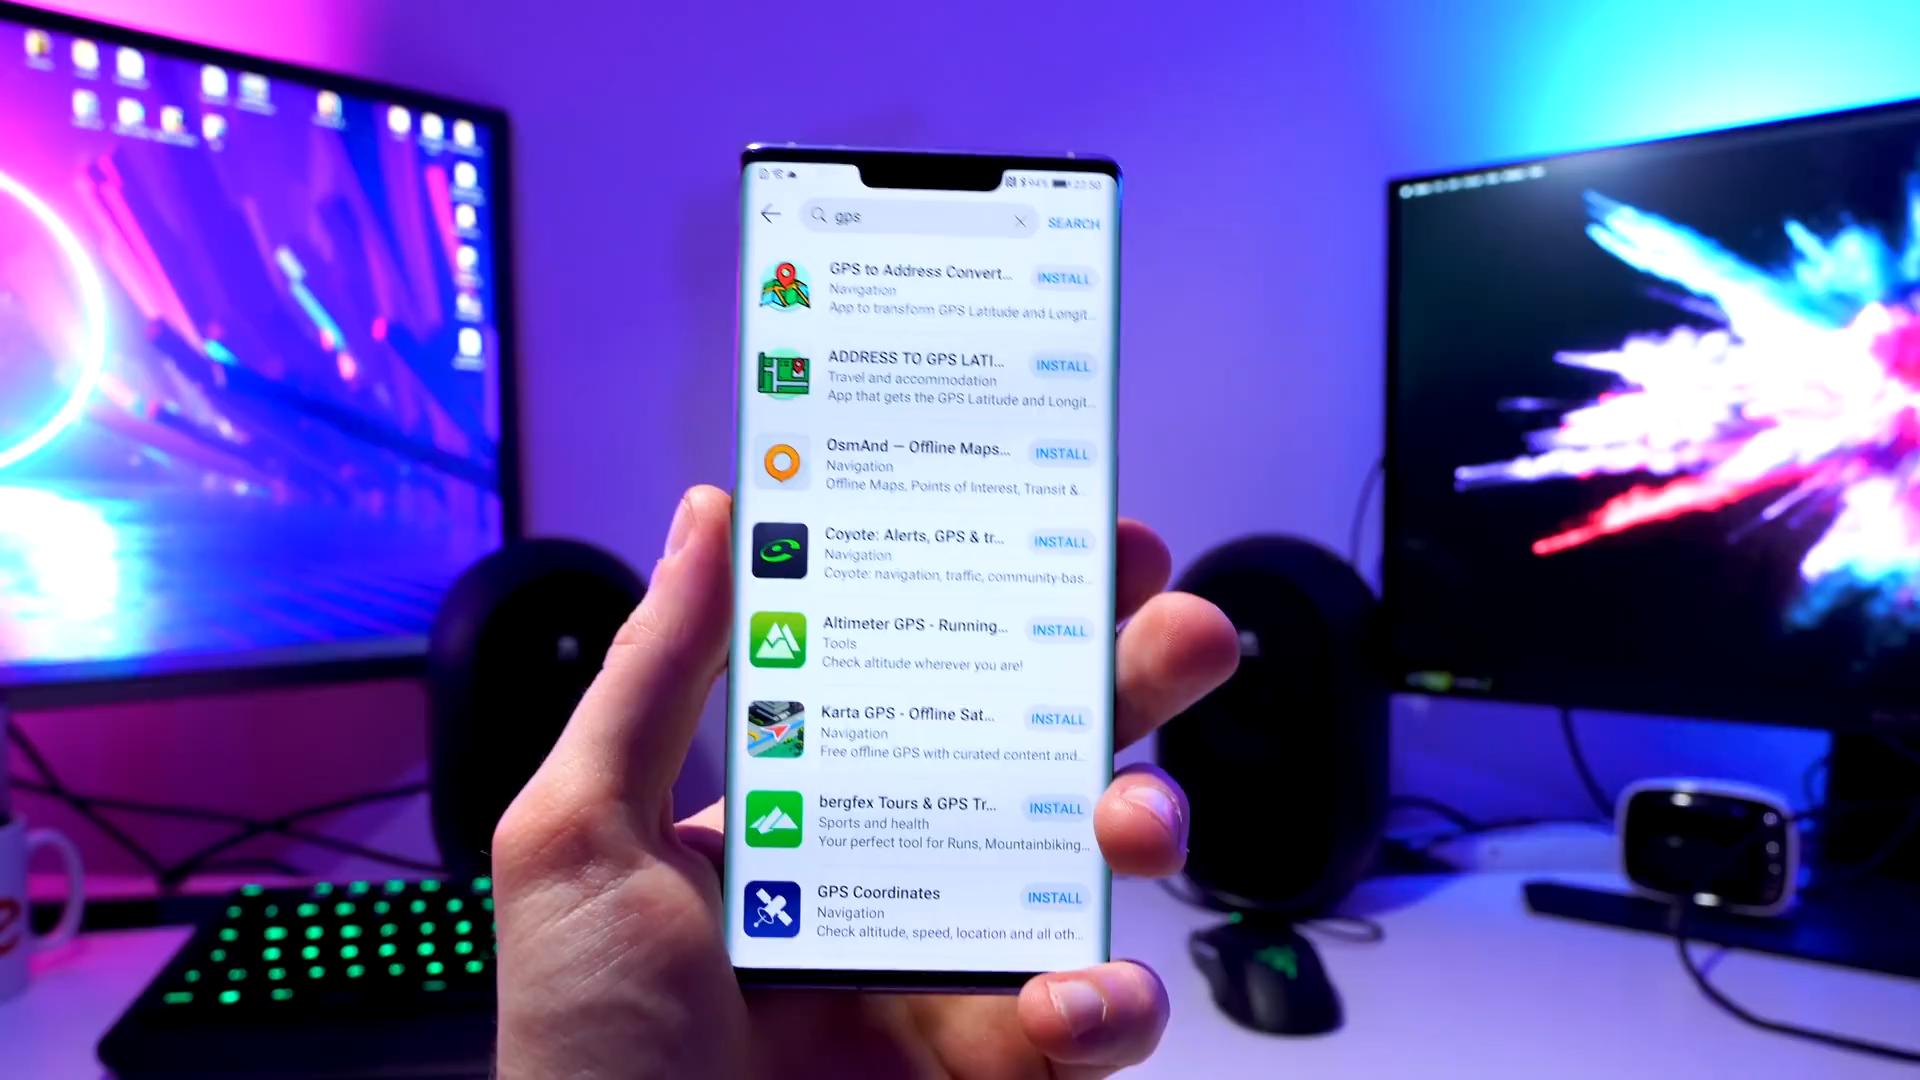 94% 22:50
gps
SEARCH
GPS to Address Convert...
INSTALL
Navigation
App to transform GPS Latitude and Longit...
ADDRESS TO GPS LATI...
INSTALL
Travel and accommodation
App that gets the GPS Latitude and Longit...
OsmAnd — Offline Maps...
INSTALL
Navigation
Offline Maps, Points of Interest, Transit &...
Coyote: Alerts, GPS & tr...
INSTALL
Navigation
Coyote: navigation, traffic, community-bas...
Altimeter GPS - Running...
INSTALL
Tools
Check altitude wherever you are!
Karta GPS - Offline Sat...
INSTALL
Navigation
Free offline GPS with curated content and...
bergfex Tours & GPS Tr...
INSTALL
Sports and health
Your perfect tool for Runs, Mountainbiking...
GPS Coordinates
INSTALL
Navigation
Check altitude, speed, location and all oth...